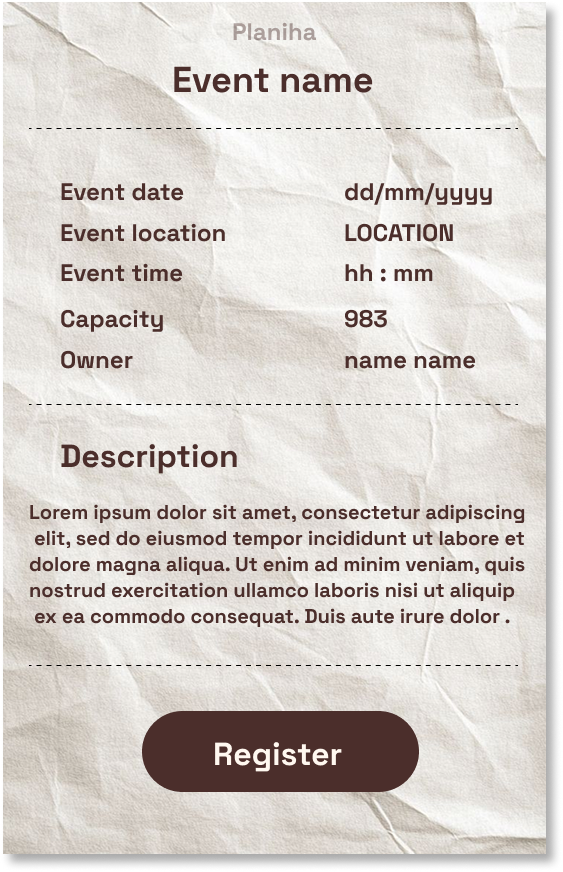 Planiha
Event name
Event date dd/mm/yyyy
Event location LOCATION
Event time hh : mm
Capacity 983
Owner name name
Description
Lorem ipsum dolor sit amet, consectetur adipiscing
elit, sed do eiusmod tempor incididunt ut labore et
dolore magna aliqua. Ut enim ad minim veniam, quis
nostrud exercitation ullamco laboris nisi ut aliquip
ex ea commodo consequat. Duis aute irure dolor .
Register